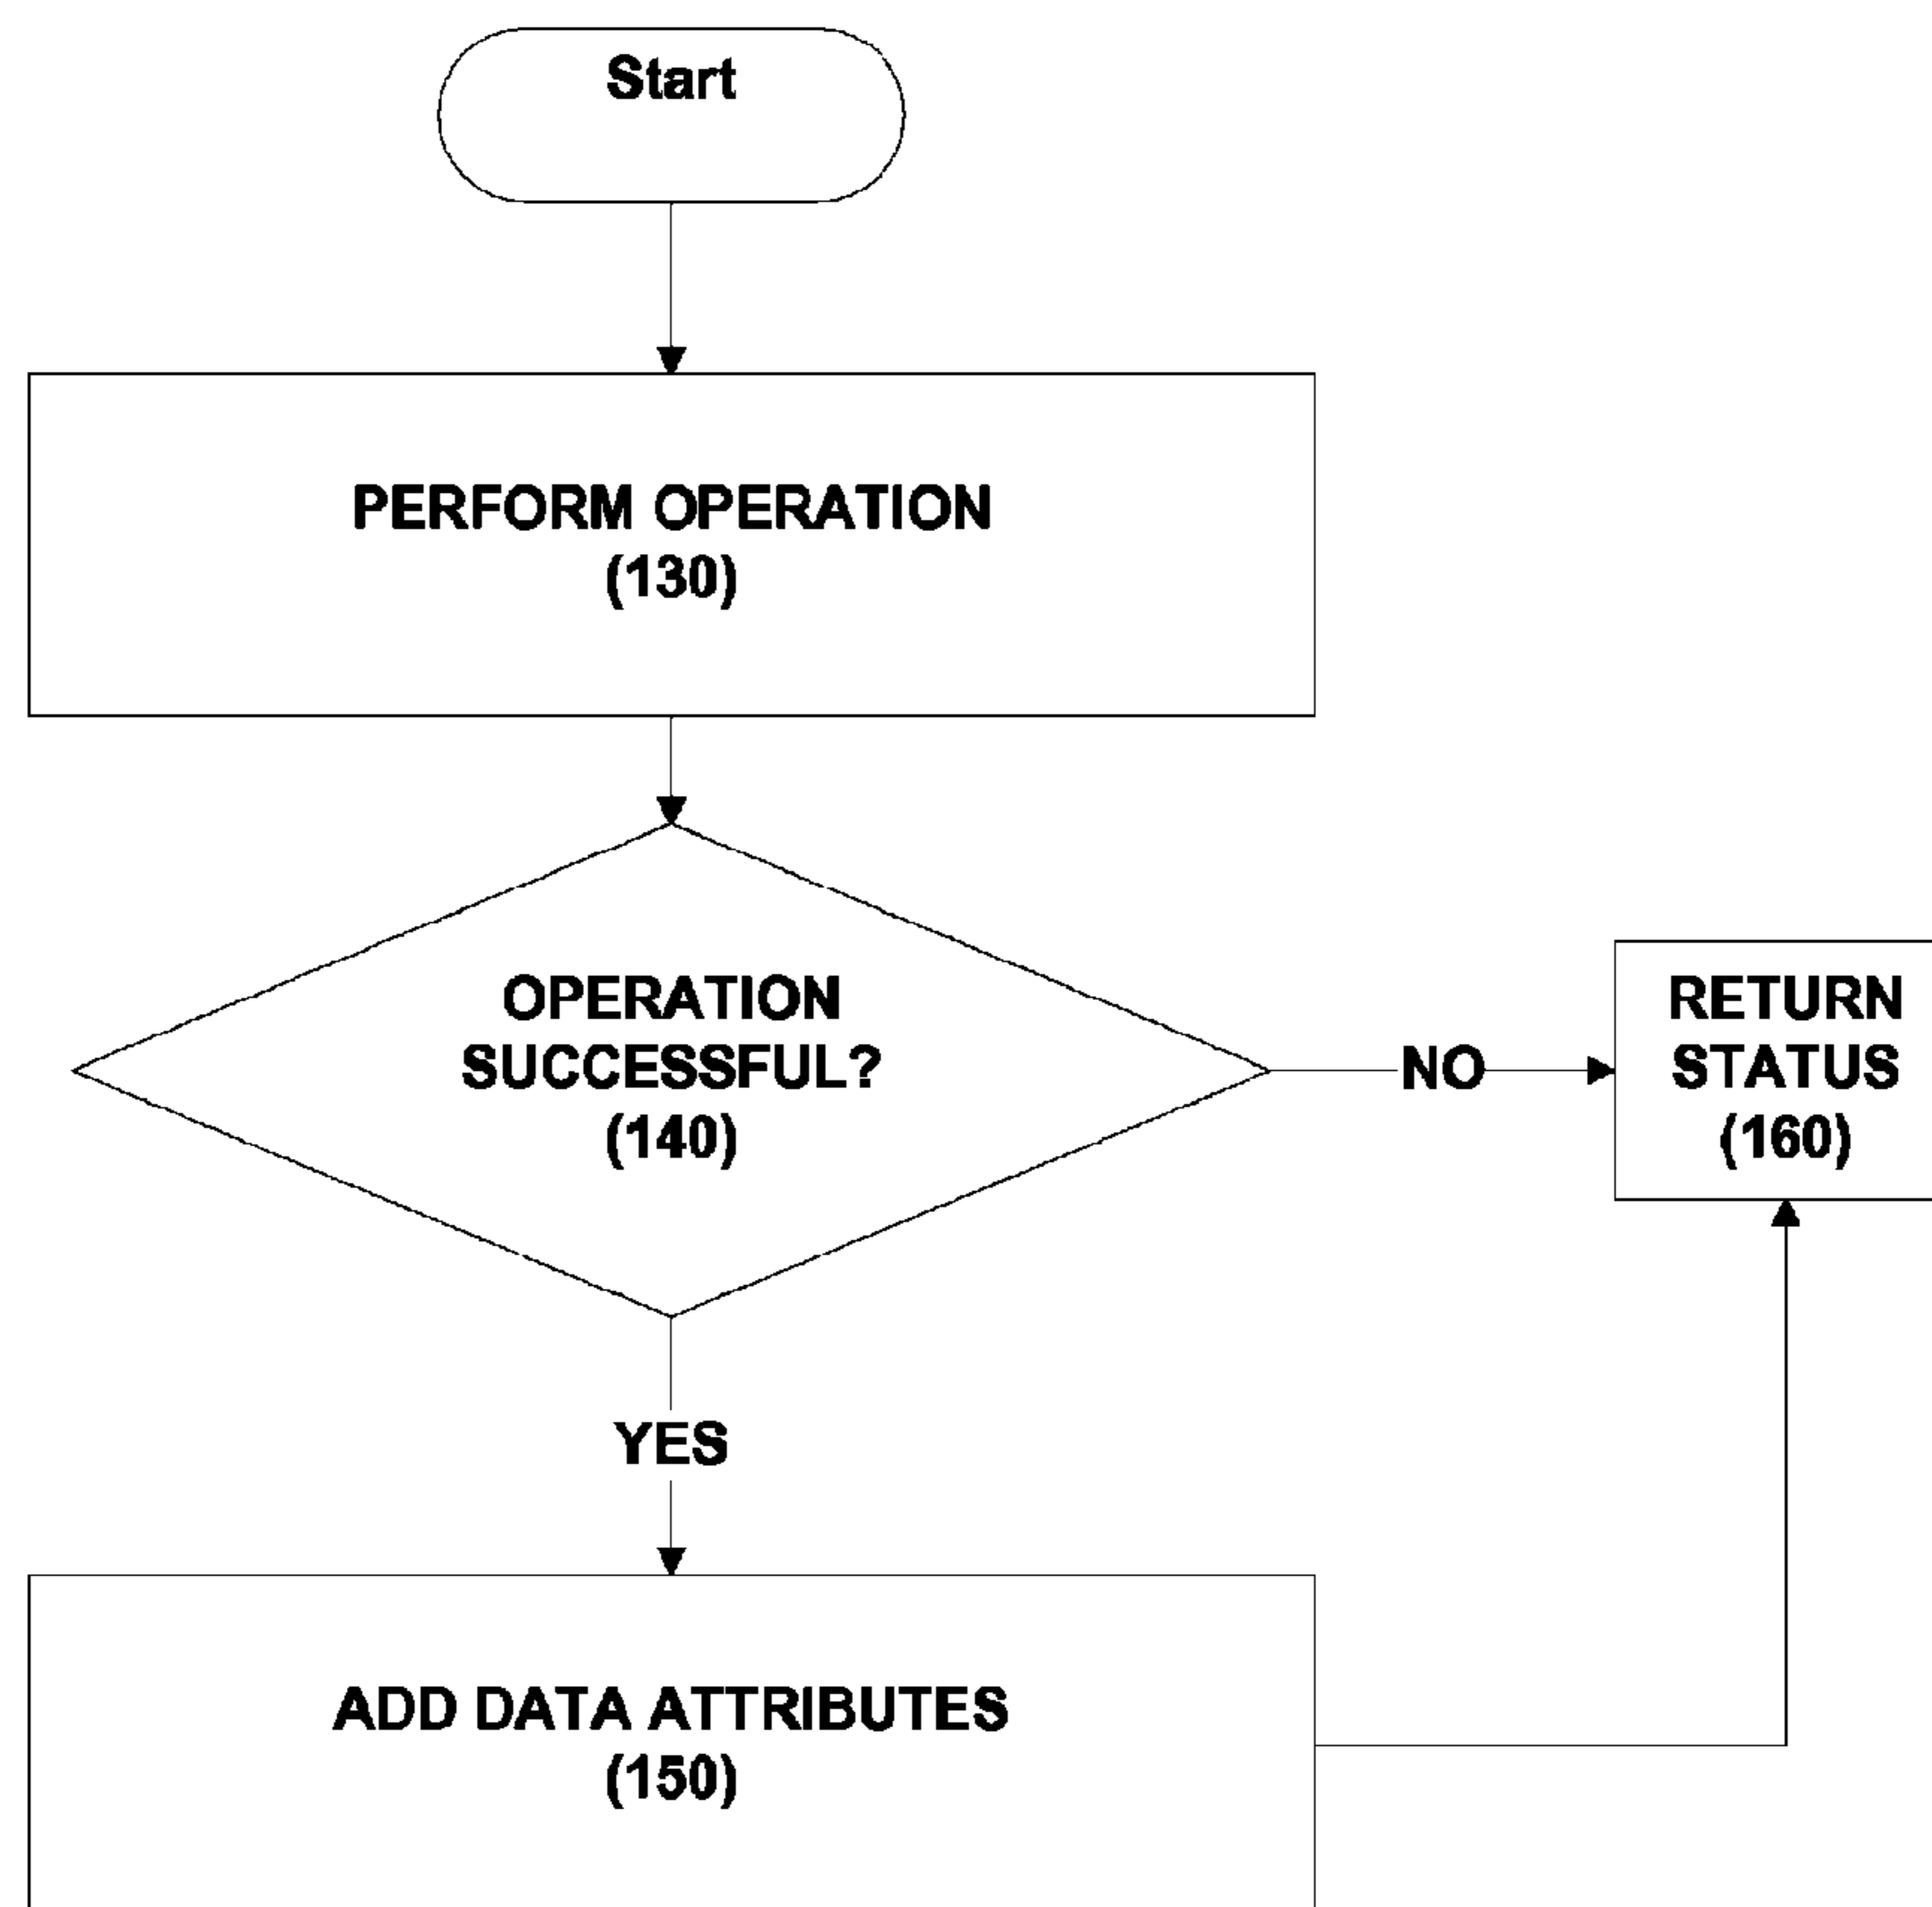 Start
PERFORM OPERATION
(130)
OPERATION
SUCCESSFUL?
(140)
NO
RETURN
STATUS
(160)
YES
ADD DATA ATTRIBUTES
(150)